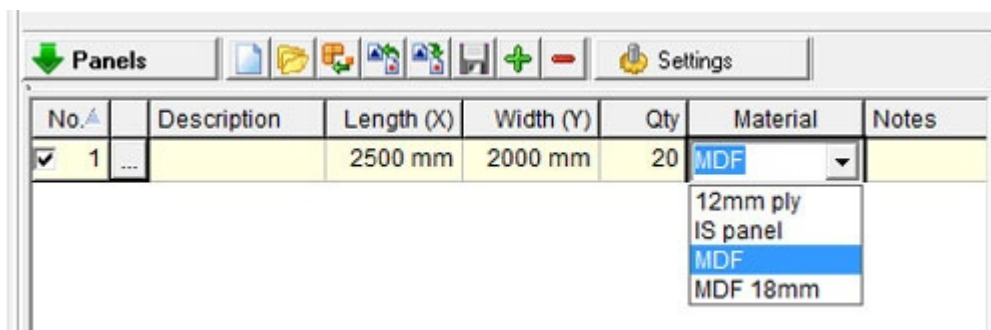 Panels Settings
No. Description Length (X) Width (Y) Qty Material Notes
1 ... 2500 mm 2000 mm 20 MDF
12mm ply
IS panel
MDF
MDF 18mm